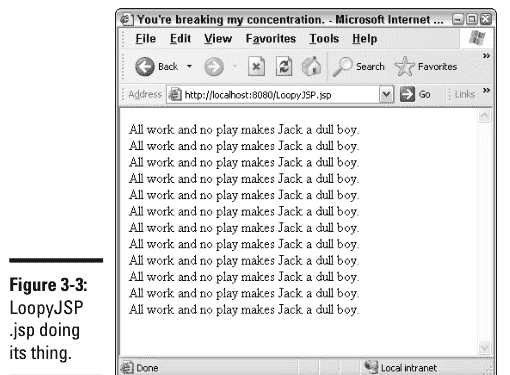 You're breaking my concentration. - Microsoft Internet ...
File Edit View Favorites Tools Help
Back Search Favorites »
Address http://localhost:8080/LoopyJSP.jsp Go Links »
All work and no play makes Jack a dull boy.
All work and no play makes Jack a dull boy.
All work and no play makes Jack a dull boy.
All work and no play makes Jack a dull boy.
All work and no play makes Jack a dull boy.
All work and no play makes Jack a dull boy.
All work and no play makes Jack a dull boy.
All work and no play makes Jack a dull boy.
All work and no play makes Jack a dull boy.
All work and no play makes Jack a dull boy.
All work and no play makes Jack a dull boy.
All work and no play makes Jack a dull boy.
Figure 3-3:
LoopyJSP
.jsp doing
its thing.
Done Local intranet